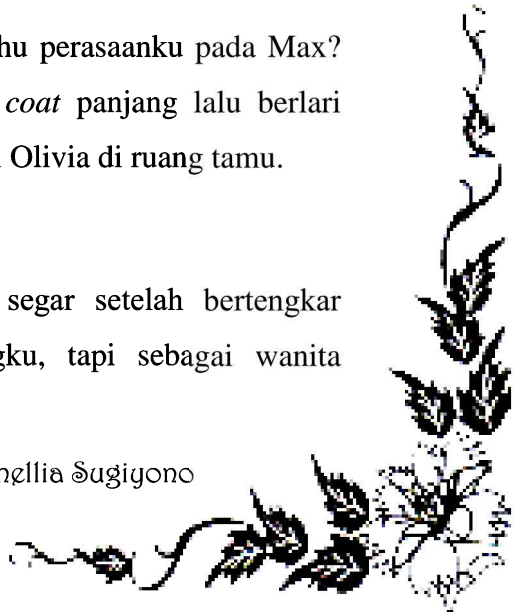 hu perasaanku pada Max?
coat panjang lalu berlari
Olivia di ruang tamu.
segar setelah bertengkar
gku, tapi sebagai wanita
nellia Sugiyono